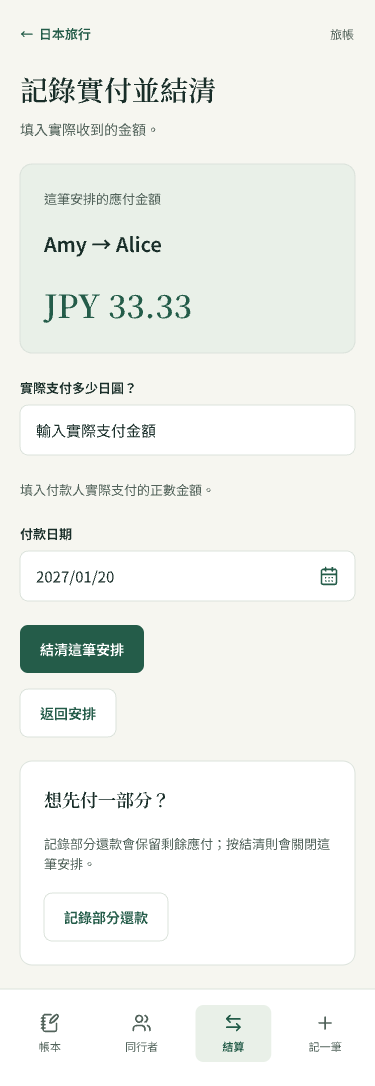 ← 日本旅行
旅帳
記錄實付並結清
填入實際收到的金額。
這筆安排的應付金額
Amy → Alice
JPY 33.33
實際支付多少日圓？
輸入實際支付金額
填入付款人實際支付的正數金額。
付款日期
2027/01/20
結清這筆安排
返回安排
想先付一部分？
記錄部分還款會保留剩餘應付；按結清則會關閉這
筆安排。
記錄部分還款
帳本
同行者
結算
記一筆